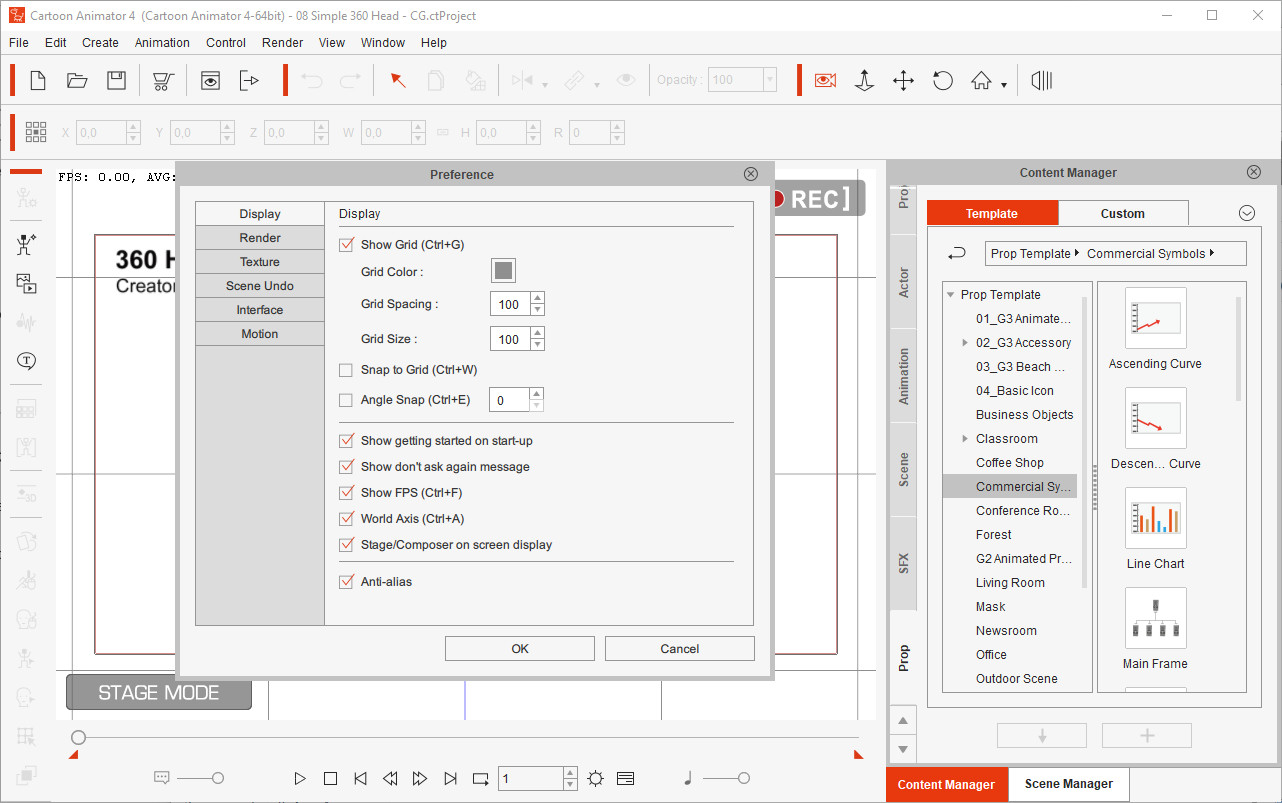 Cartoon Animator 4 (Cartoon Animator 4-64bit) - 08 Simple 360 Head - CG.ctProject
File Edit Create Animation Control Render View Window Help
Opacity : 100
X 0,0 Y 0,0 Z 0,0 W 0,0 H 0,0 R 0
FPS: 0.00, AVG:
REC]
360 H
Creator
STAGE MODE
Preference
Display
Render
Texture
Scene Undo
Interface
Motion
Display
Show Grid (Ctrl+G)
Grid Color :
Grid Spacing : 100
Grid Size : 100
Snap to Grid (Ctrl+W)
Angle Snap (Ctrl+E) 0
Show getting started on start-up
Show don't ask again message
Show FPS (Ctrl+F)
World Axis (Ctrl+A)
Stage/Composer on screen display
Anti-alias
OK Cancel
1
Content Manager
Proj
Actor
Animation
Scene
SFX
Prop
Template Custom
Prop Template Commercial Symbols
Prop Template
01_G3 Animate...
02_G3 Accessory
03_G3 Beach ...
04_Basic Icon
Business Objects
Classroom
Coffee Shop
Commercial Sy...
Conference Ro...
Forest
G2 Animated Pr...
Living Room
Mask
Newsroom
Office
Outdoor Scene
Ascending Curve
Descen... Curve
Line Chart
Main Frame
Content Manager Scene Manager